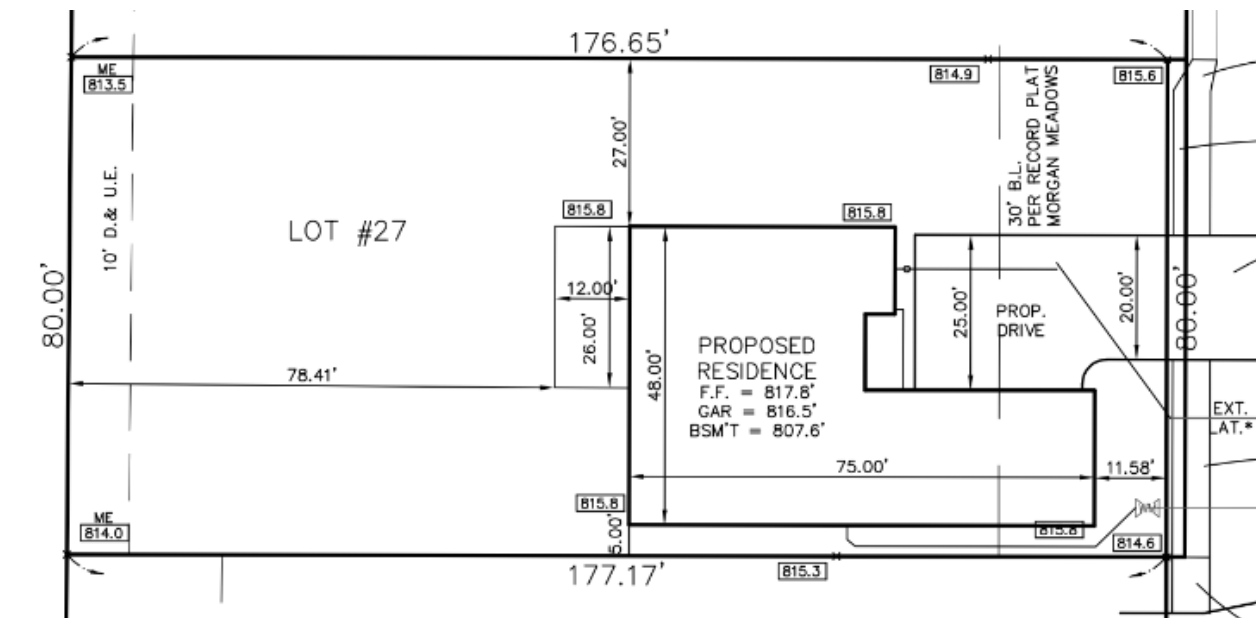 176.65'
ME
813.5
814.9
815.6
30' B.L.
PER RECORD PLAT
MORGAN MEADOWS
27.00'
10' D.& U.E.
LOT #27
815.8
815.8
80.00'
12.00'
26.00'
78.41'
48.00'
PROPOSED
RESIDENCE
F.F. = 817.8'
GAR = 816.5'
BSM'T = 807.6'
25.00'
PROP.
DRIVE
20.00'
80.00'
EXT.
LAT.*
75.00'
11.58'
815.8
WM
ME
814.0
5.00'
815.8
814.6
177.17'
815.3